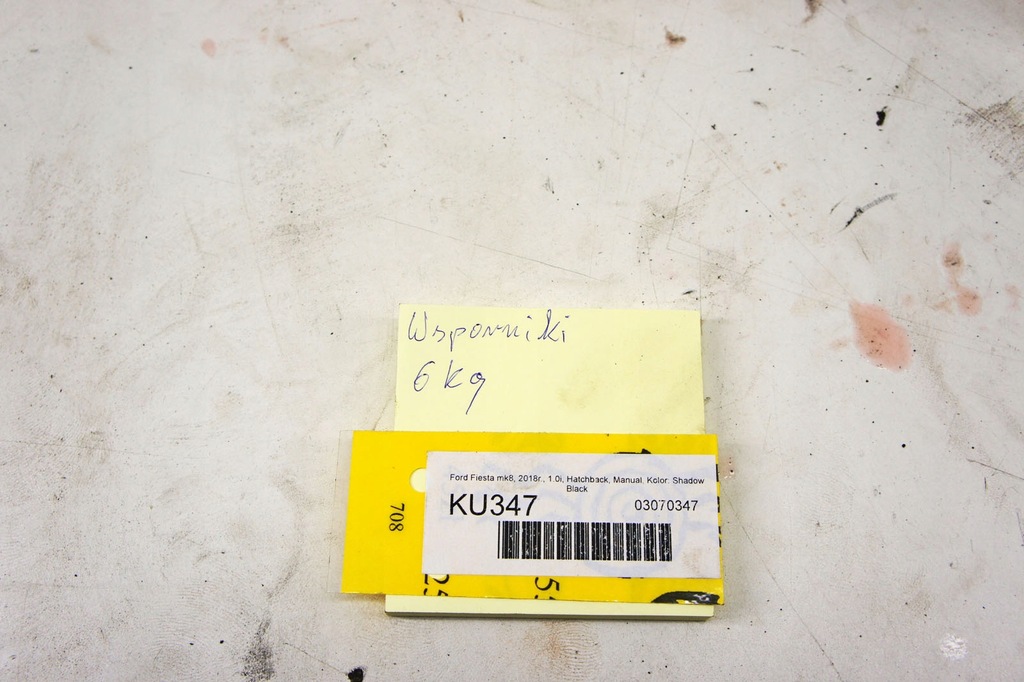 Wsporniki
6 kg
Ford Fiesta mk8, 2018r., 1.0i, Hatchback, Manual, Kolor: Shadow
Black
KU347 03070347
708